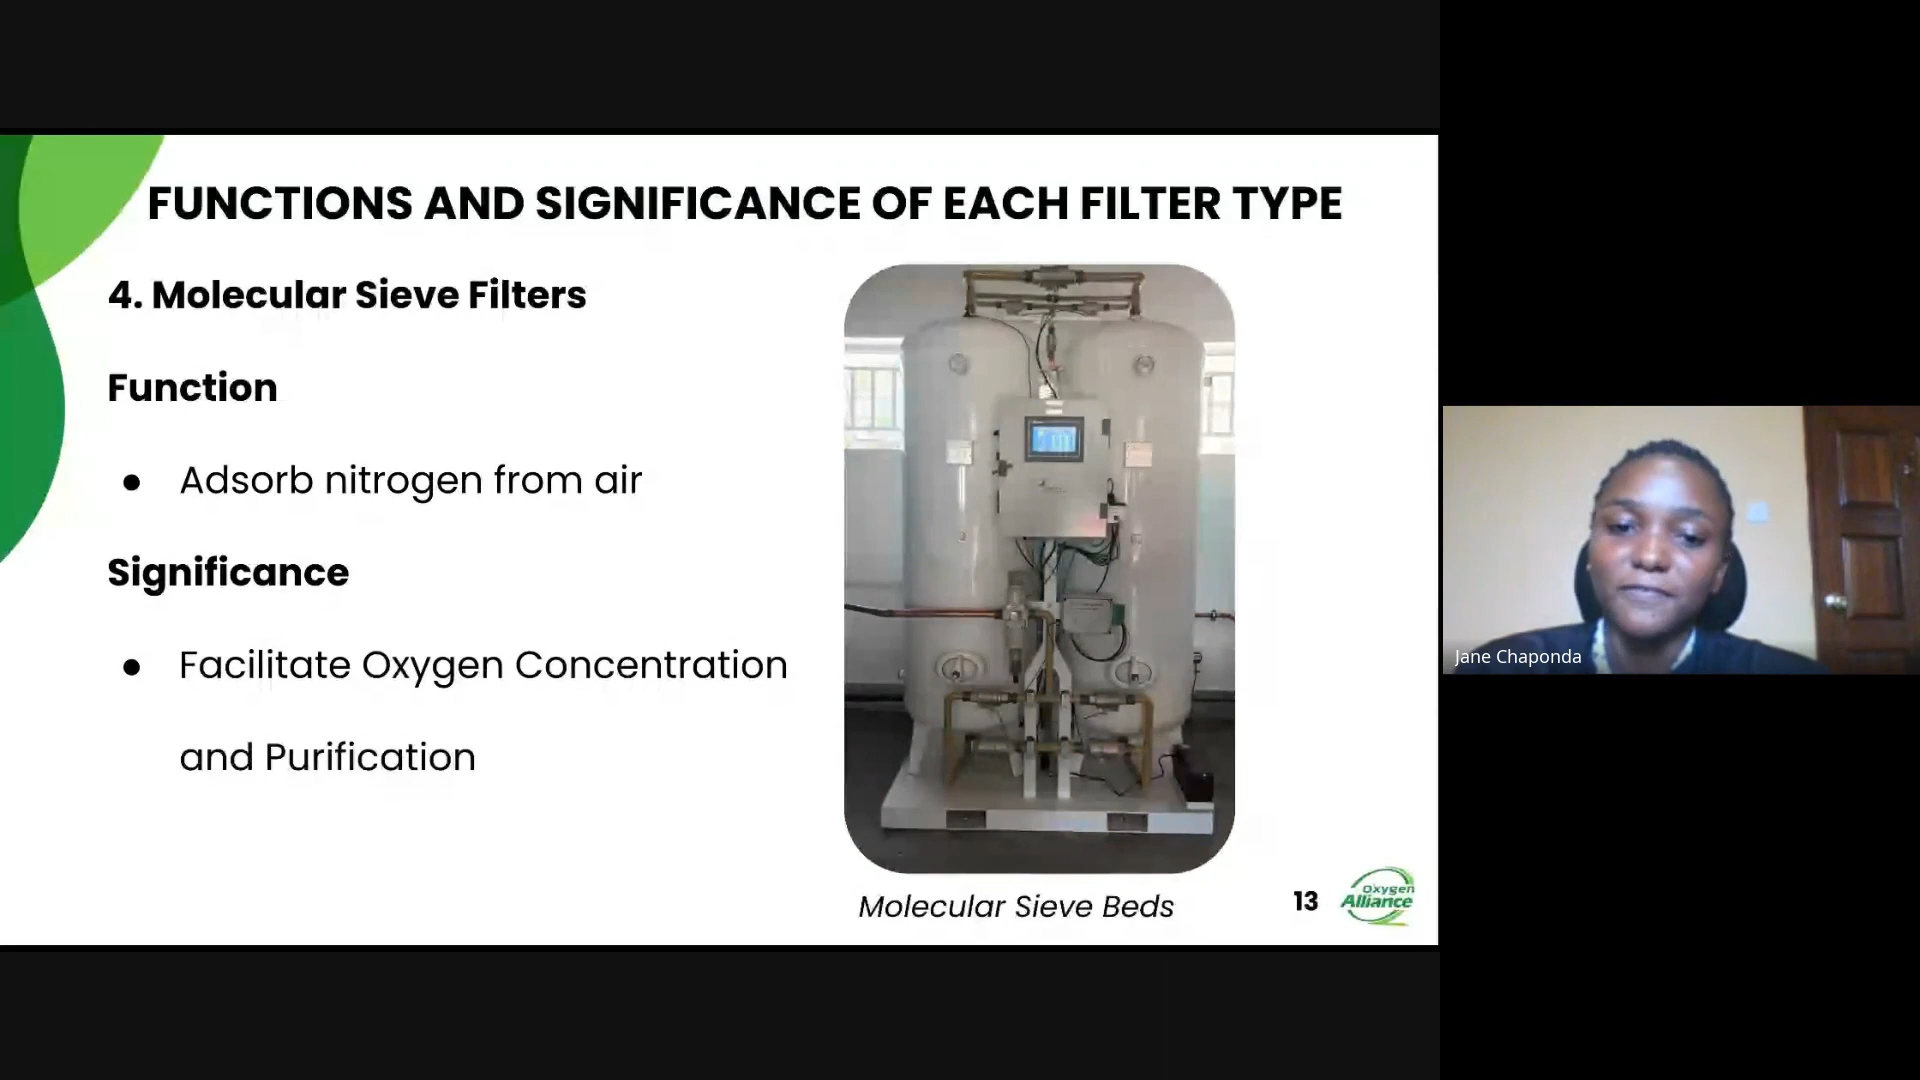 FUNCTIONS AND SIGNIFICANCE OF EACH FILTER TYPE
4. Molecular Sieve Filters
Function
● Adsorb nitrogen from air
Significance
● Facilitate Oxygen Concentration
and Purification
Molecular Sieve Beds
13
Oxygen
Alliance
Jane Chaponda